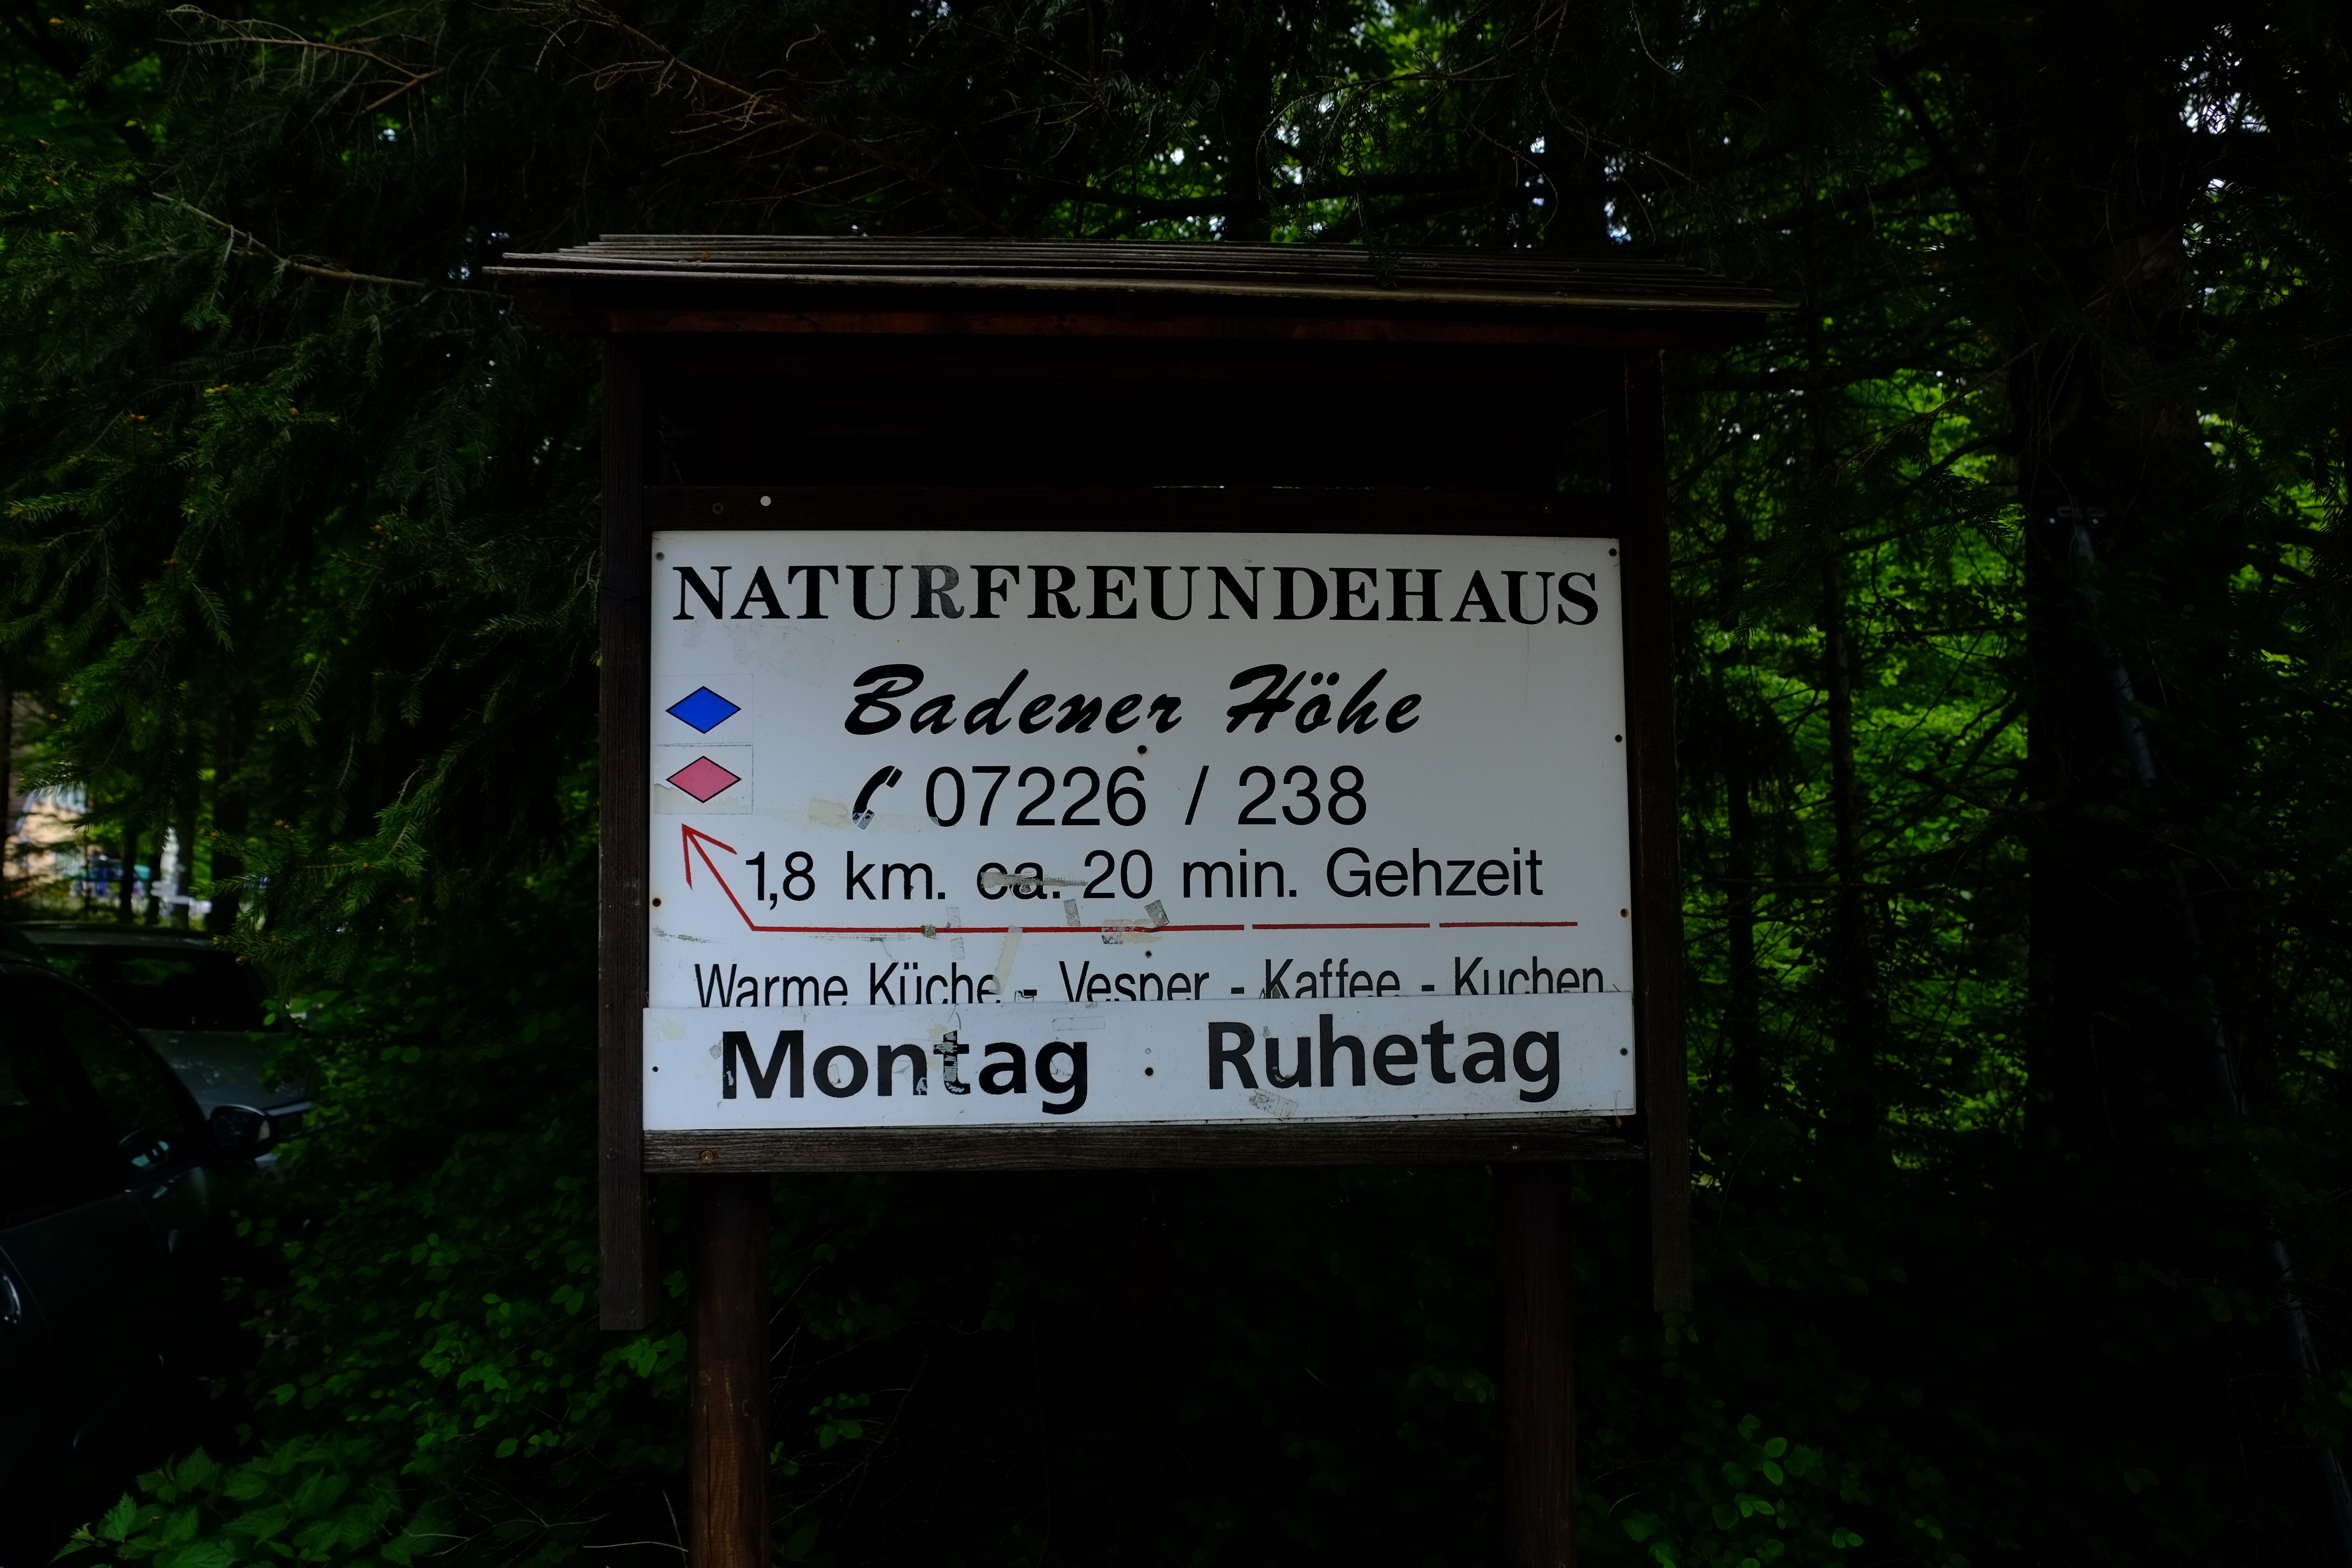 NATURFREUNDEHAUS
Badener Höhe
07226 / 238
1,8 km. ca. 20 min. Gehzeit
Warme Küche - Vesper - Kaffee - Kuchen
Montag : Ruhetag